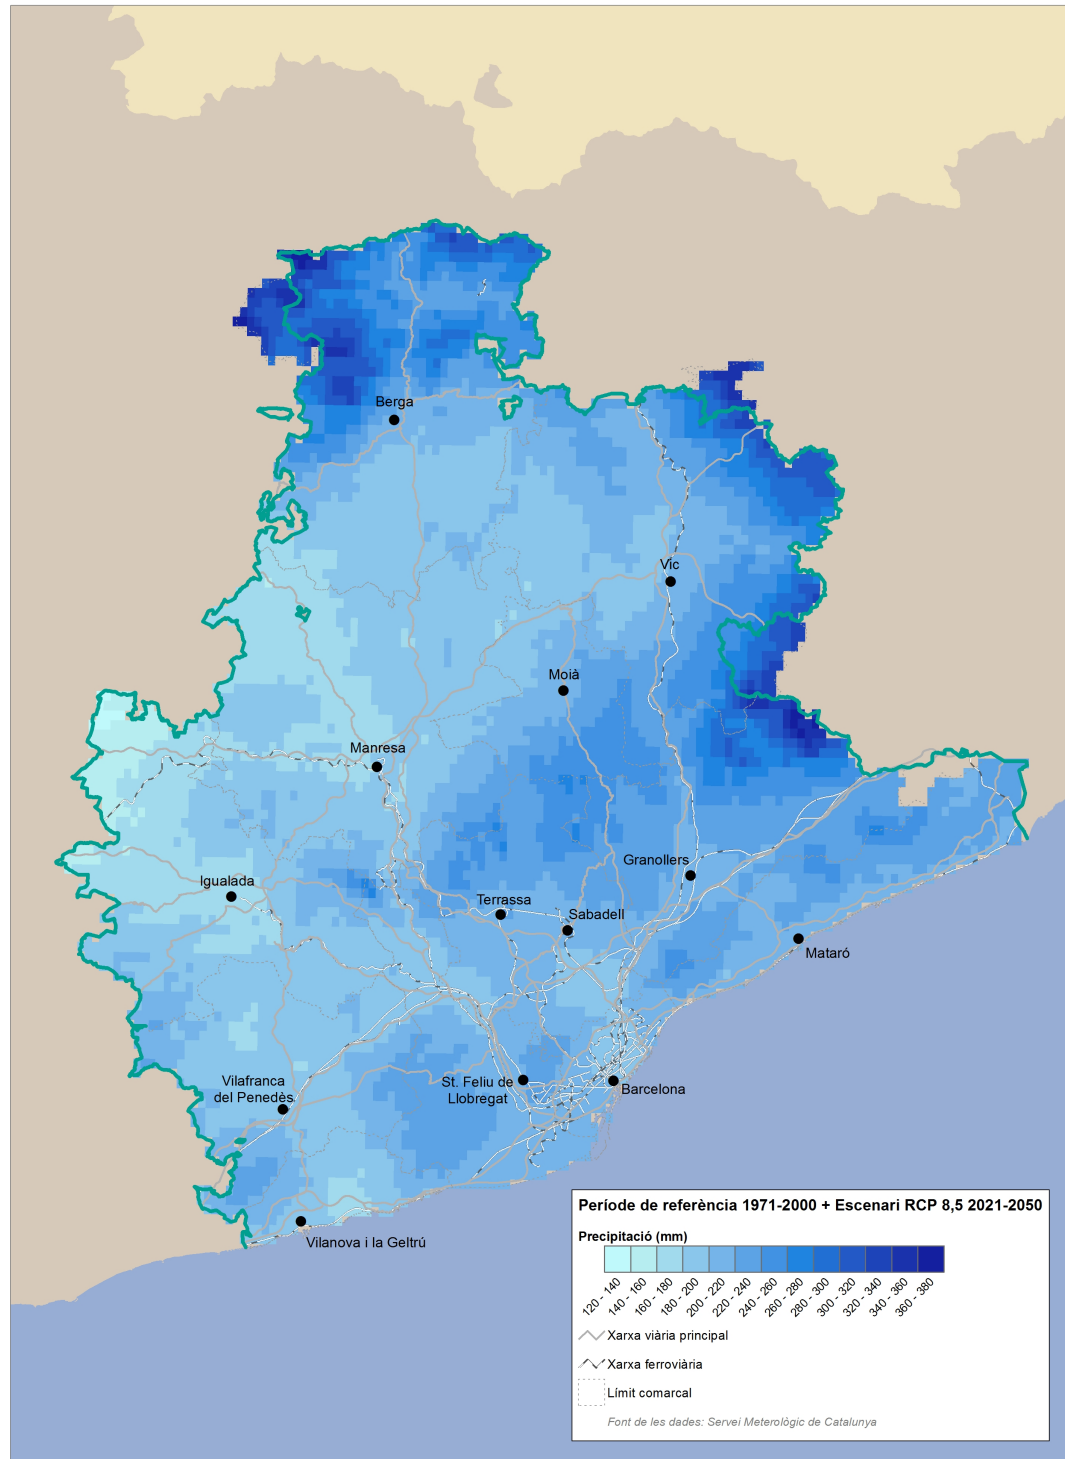 Berga
Vic
Moià
Manresa
Granollers
Igualada
Terrassa
Sabadell
Mataró
Vilafranca
del Penedès
St. Feliu de
Llobregat
Barcelona
Vilanova i la Geltrú
Període de referència 1971-2000 + Escenari RCP 8,5 2021-2050
Precipitació (mm)
120 - 140
140 - 160
160 - 180
180 - 200
200 - 220
220 - 240
240 - 260
260 - 280
280 - 300
300 - 320
320 - 340
340 - 360
360 - 380
Xarxa viària principal
Xarxa ferroviària
Límit comarcal
Font de les dades: Servei Meterològic de Catalunya